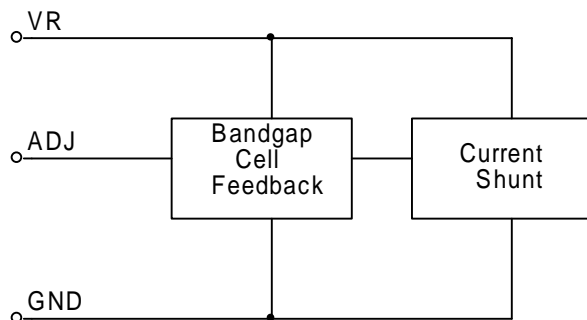 VR
ADJ
Bandgap
Cell
Feedback
Current
Shunt
GND